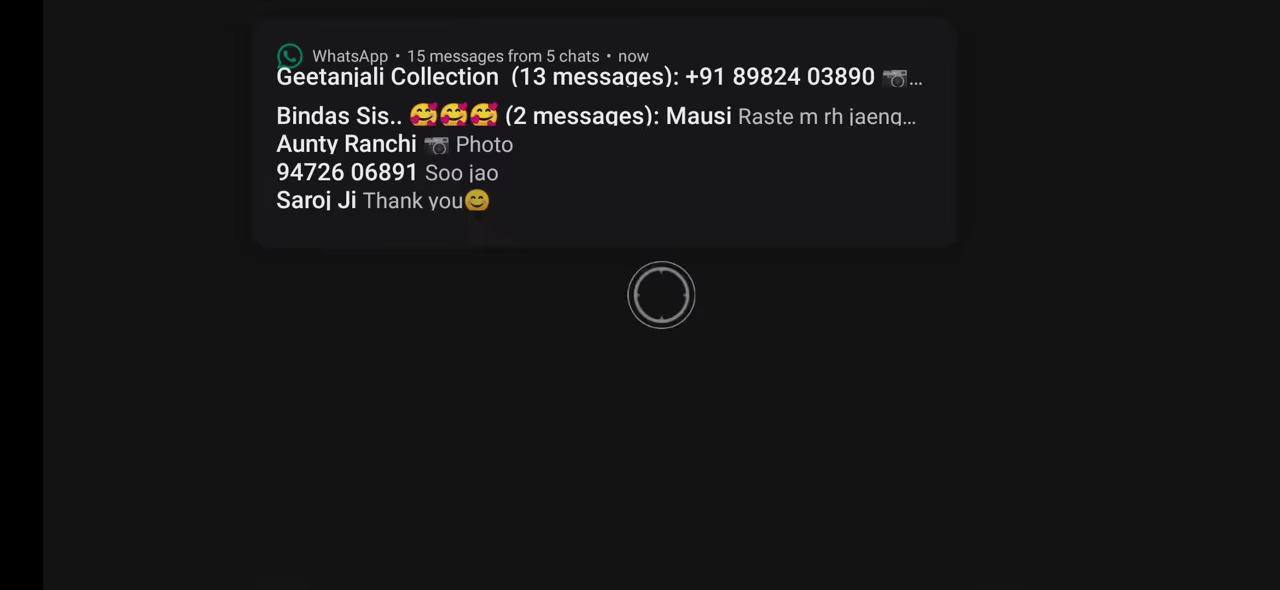 WhatsApp • 15 messages from 5 chats • now
Geetanjali Collection (13 messages): +91 89824 03890 📷…
Bindas Sis.. 🥰🥰🥰 (2 messages): Mausi Raste m rh jaeng…
Aunty Ranchi 📷 Photo
94726 06891 Soo jao
Saroj Ji Thank you😊